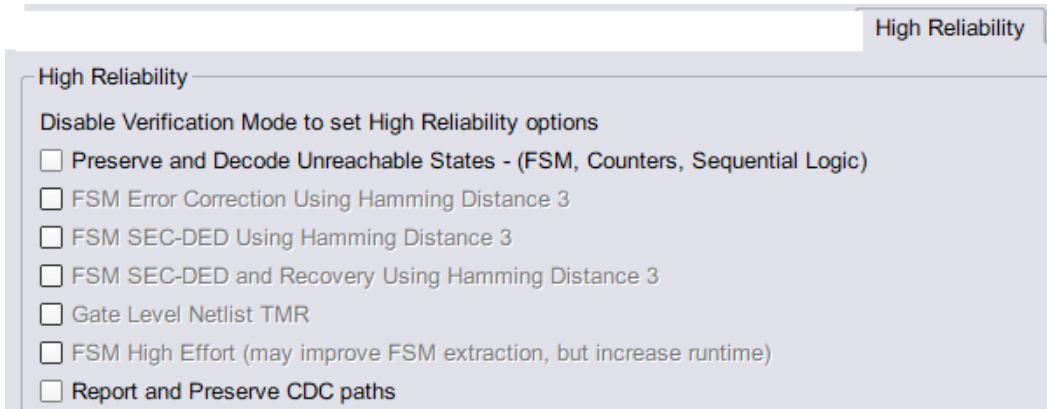 High Reliability
High Reliability
Disable Verification Mode to set High Reliability options
Preserve and Decode Unreachable States - (FSM, Counters, Sequential Logic)
FSM Error Correction Using Hamming Distance 3
FSM SEC-DED Using Hamming Distance 3
FSM SEC-DED and Recovery Using Hamming Distance 3
Gate Level Netlist TMR
FSM High Effort (may improve FSM extraction, but increase runtime)
Report and Preserve CDC paths